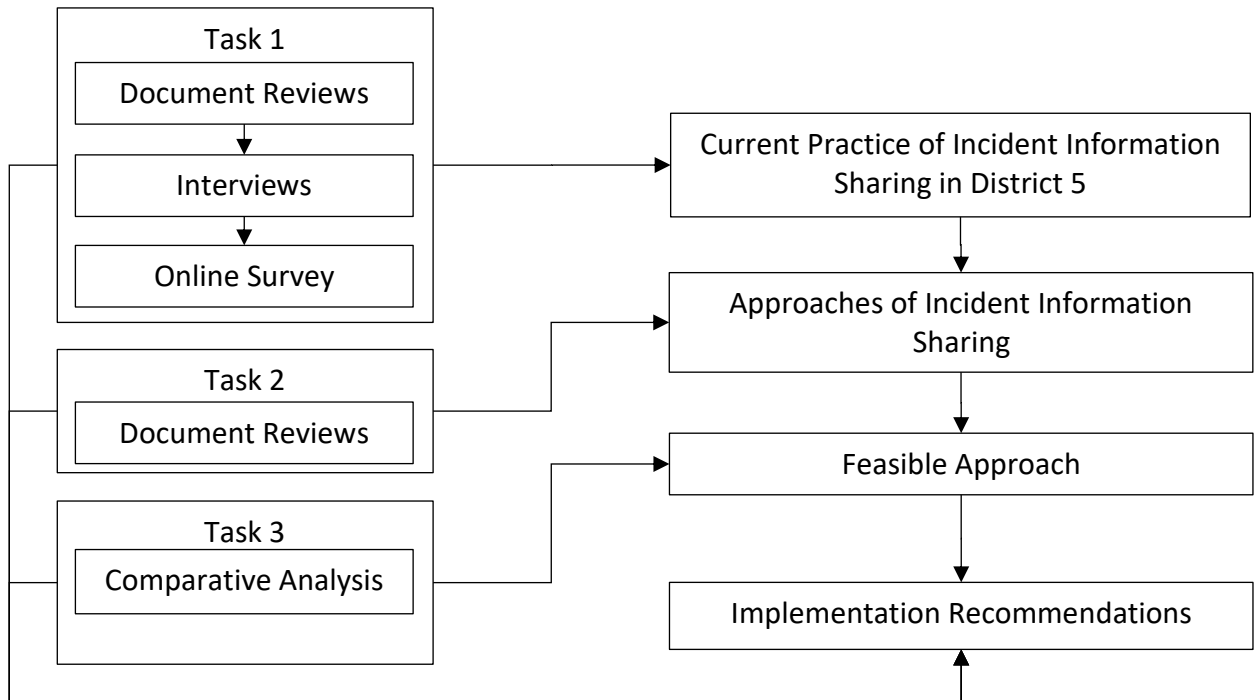 Task 1
Document Reviews
Interviews
Online Survey
Task 2
Document Reviews
Task 3
Comparative Analysis
Current Practice of Incident Information
Sharing in District 5
Approaches of Incident Information
Sharing
Feasible Approach
Implementation Recommendations